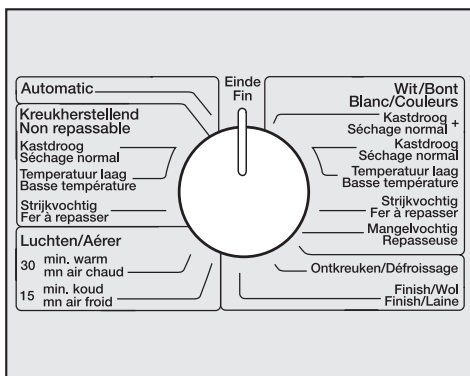 Automatic
Kreukherstellend
Non repassable
Kastdroog
Séchage normal
Temperatuur laag
Basse température
Strijkvochtig
Fer à repasser
Luchten/Aérer
30 min. warm
mn air chaud
15 min. koud
mn air froid
Einde
Fin
Wit/Bont
Blanc/Couleurs
Kastdroog +
Séchage normal
Kastdroog
Séchage normal
Temperatuur laag
Basse température
Strijkvochtig
Fer à repasser
Mangelvochtig
Repasseuse
Ontkreuken/Défroissage
Finish/Wol
Finish/Laine